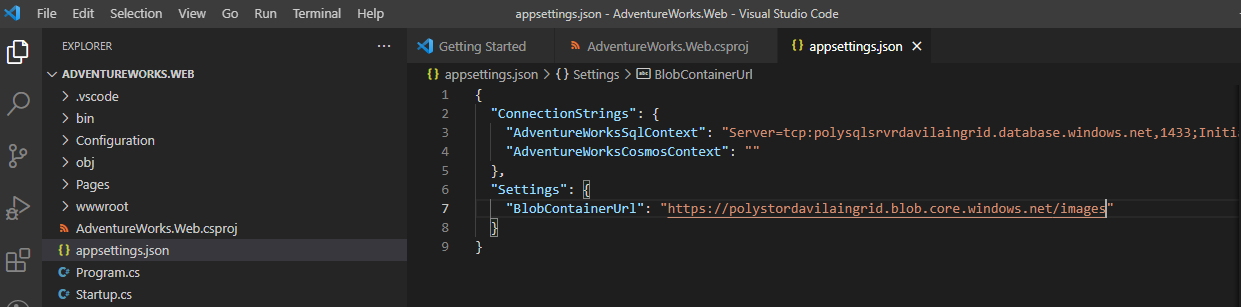 File Edit Selection View Go Run Terminal Help
appsettings.json - AdventureWorks.Web - Visual Studio Code
EXPLORER
ADVENTUREWORKS.WEB
.vscode
bin
Configuration
obj
Pages
wwwroot
AdventureWorks.Web.csproj
{} appsettings.json
C# Program.cs
C# Startup.cs
Getting Started
AdventureWorks.Web.csproj
{} appsettings.json ×
{} appsettings.json > {} Settings > abc BlobContainerUrl
1 {
2 "ConnectionStrings": {
3 "AdventureWorksSqlContext": "Server=tcp:polysqlsrvrdavilaingrid.database.windows.net,1433;Initia
4 "AdventureWorksCosmosContext": ""
5 },
6 "Settings": {
7 "BlobContainerUrl": "https://polystordavilaingrid.blob.core.windows.net/images"
8 }
9 }